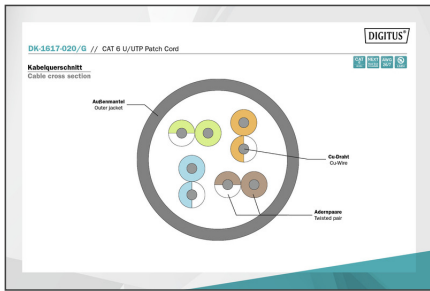 DIGITUS®
DK-1617-020/G // CAT 6 U/UTP Patch Cord
Kabelquerschnitt
Cable cross section
Außenmantel
Outer jacket
Cu-Draht
Cu-Wire
Adernpaare
Twisted pair